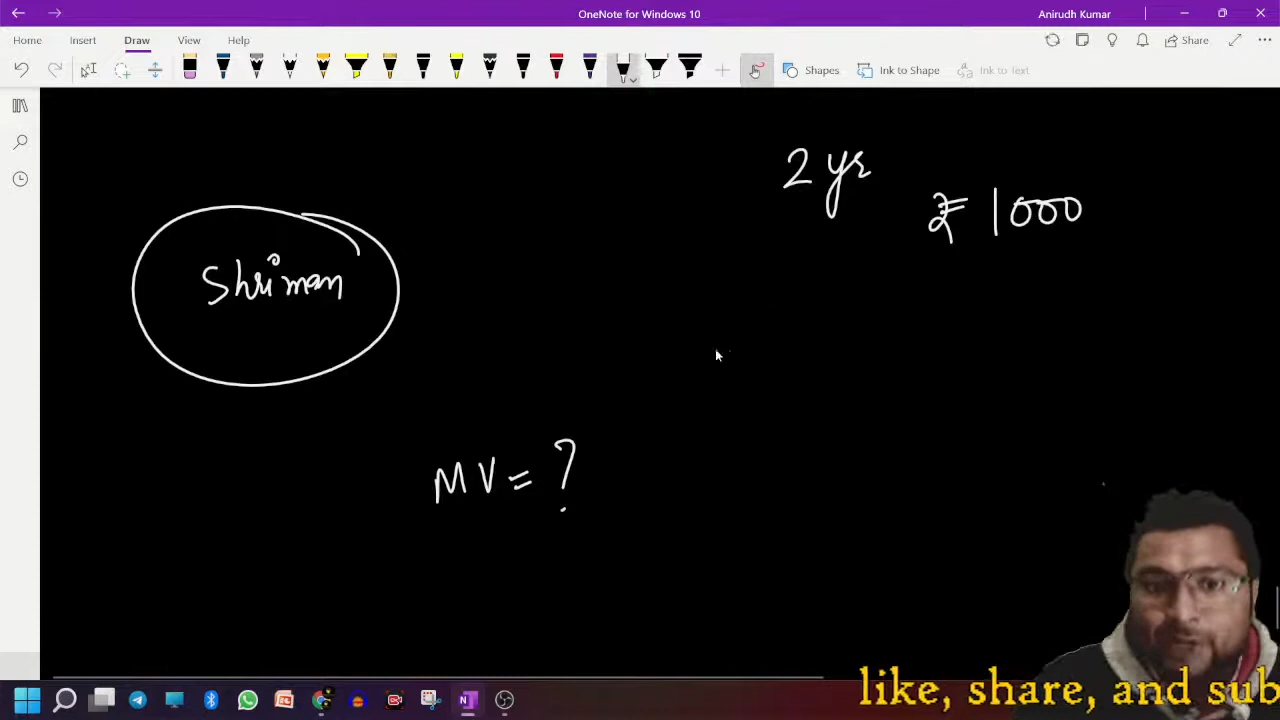 OneNote for Windows 10
Anirudh Kumar
Home Insert Draw View Help
Share
Shapes
Ink to Shape
Ink to Text
2 yr
₹ 1000
Shriman
MV = ?
like, share, and sub